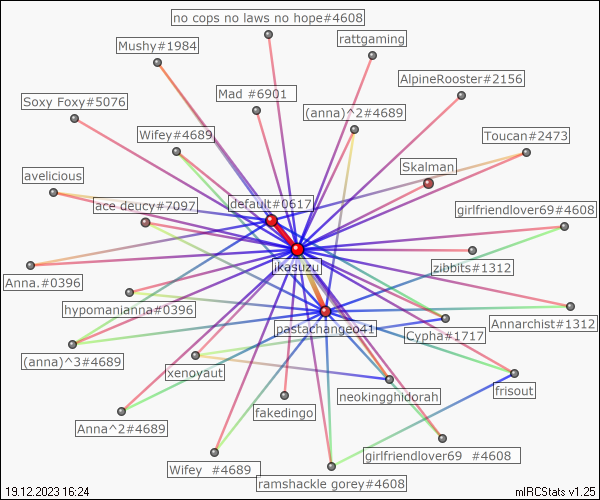 no cops no laws no hope#4608
rattgaming
Mushy#1984
AlpineRooster#2156
Mad #6901
Soxy Foxy#5076
(anna)^2#4689
Wifey#4689
Toucan#2473
Skalman
avelicious
default#0617
ace deucy#7097
girlfriendlover69#4608
jikasuzu
zibbits#1312
Anna.#0396
hypomanianna#0396
Annarchist#1312
pastachangeo41
Cypha#1717
(anna)^3#4689
xenoyaut
neokingghidorah
frisout
fakedingo
Anna^2#4689
girlfriendlover69 #4608
Wifey #4689
ramshackle gorey#4608
19.12.2023 16:24
mIRCStats v1.25